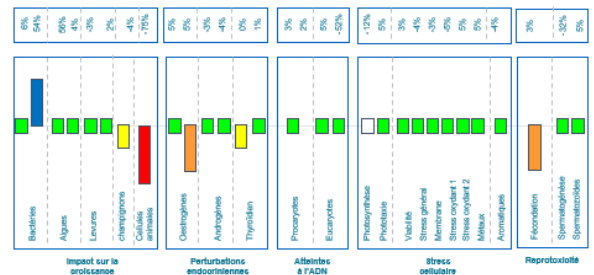 6% 54% 56% 4% -3% 2% -4% -75%
5% 5% -3% -4% 0% 1%
3% 2% 5% -52%
-12% 5% 3% -4% -3% -5% 5% 5% -4%
3% -32% 5%
Bactéries
Algues
Levures
champignons
Cellules
animales
Oestrogènes
Androgènes
Thyroïdien
Procaryotes
Eucaryotes
Photosynthèse
Phototaxie
Viabilité
Stress général
Membrane
Stress oxydant 1
Stress oxydant 2
Métaux
Aromatiques
Fécondation
Spermatogénèse
Spermatozoïdes
Impact sur la
croissance
Perturbations
endocoriniennes
Atteintes
à l'ADN
Stress
cellulaire
Reprotoxicité